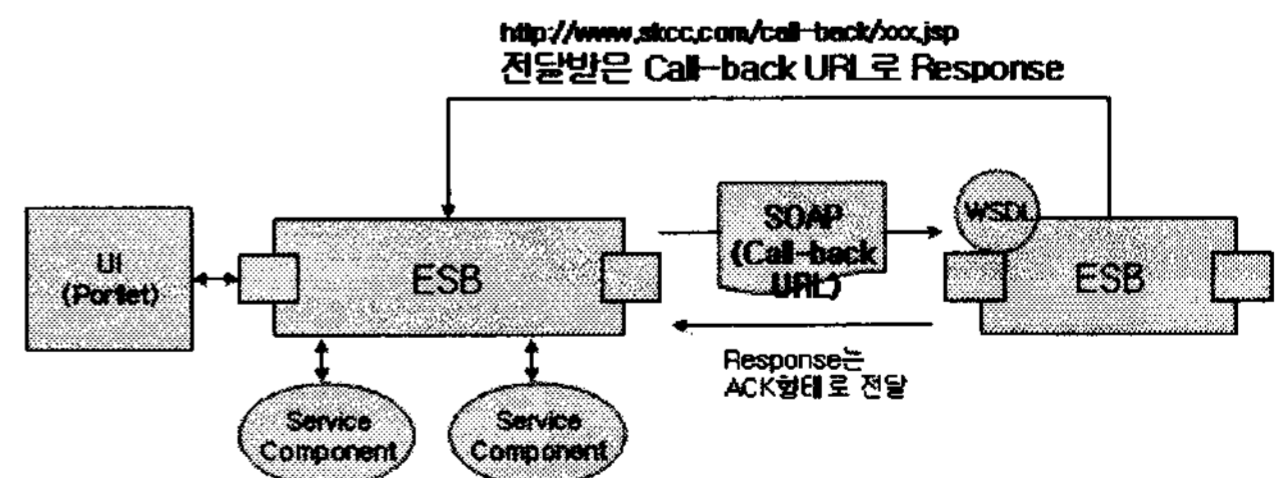 http://www.skcc.com/call-back/xxx.jsp
전달받은 Call-back URL로 Response
UI
(Portlet)
ESB
SOAP
(Call-back
URL)
WSDL
ESB
Response는
ACK형태로 전달
Service
Component
Service
Component